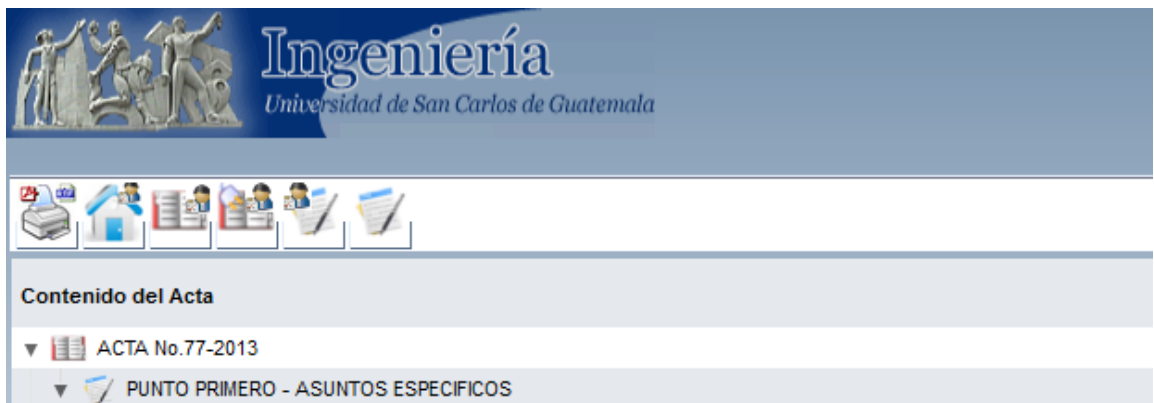 Ingeniería
Universidad de San Carlos de Guatemala
Contenido del Acta
ACTA No.77-2013
PUNTO PRIMERO - ASUNTOS ESPECIFICOS